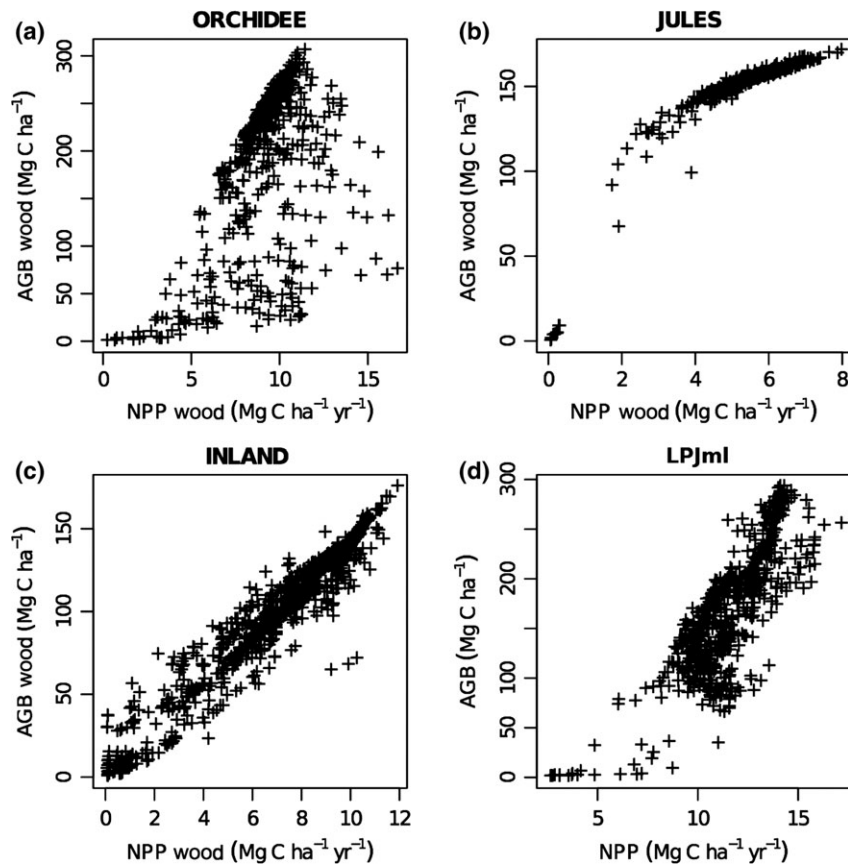 (a) ORCHIDEE
AGB wood (Mg C ha⁻¹)
0 50 100 200 300
0 5 10 15
NPP wood (Mg C ha⁻¹ yr⁻¹)
(b) JULES
AGB wood (Mg C ha⁻¹)
0 50 100 150
0 2 4 6 8
NPP wood (Mg C ha⁻¹ yr⁻¹)
(c) INLAND
AGB wood (Mg C ha⁻¹)
0 50 100 150
0 2 4 6 8 10 12
NPP wood (Mg C ha⁻¹ yr⁻¹)
(d) LPJml
AGB (Mg C ha⁻¹)
0 50 100 200 300
5 10 15
NPP (Mg C ha⁻¹ yr⁻¹)